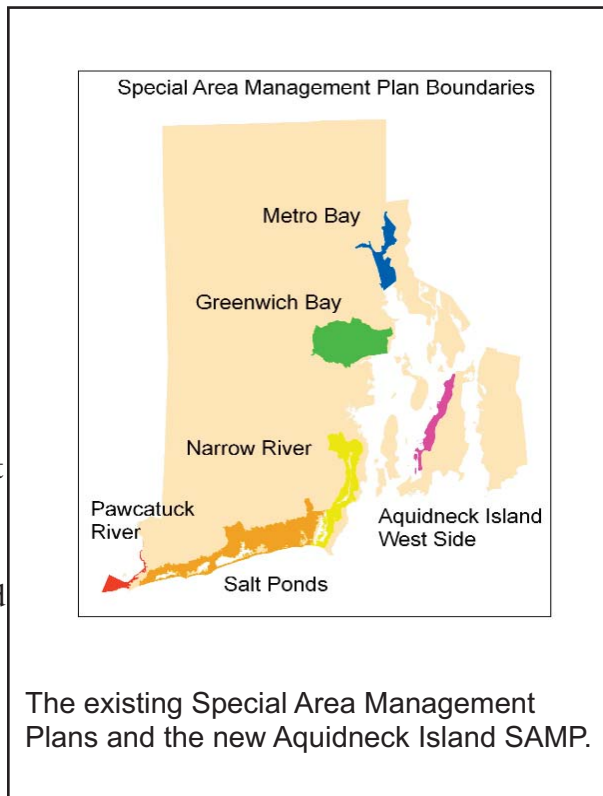 Special Area Management Plan Boundaries
Metro Bay
Greenwich Bay
Narrow River
Pawcatuck
River
Aquidneck Island
West Side
Salt Ponds
The existing Special Area Management
Plans and the new Aquidneck Island SAMP.